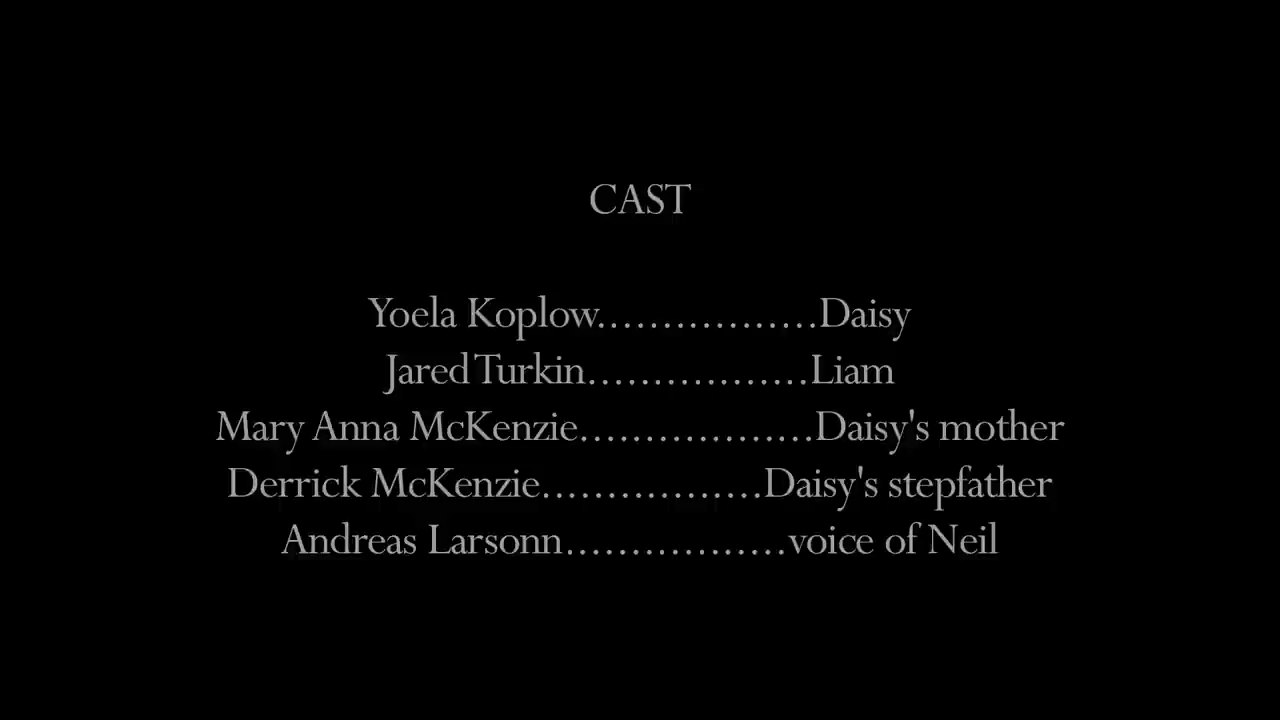 CAST
Yoela Koplow.................Daisy
Jared Turkin.................Liam
Mary Anna McKenzie..................Daisy's mother
Derrick McKenzie.................Daisy's stepfather
Andreas Larsonn.................voice of Neil